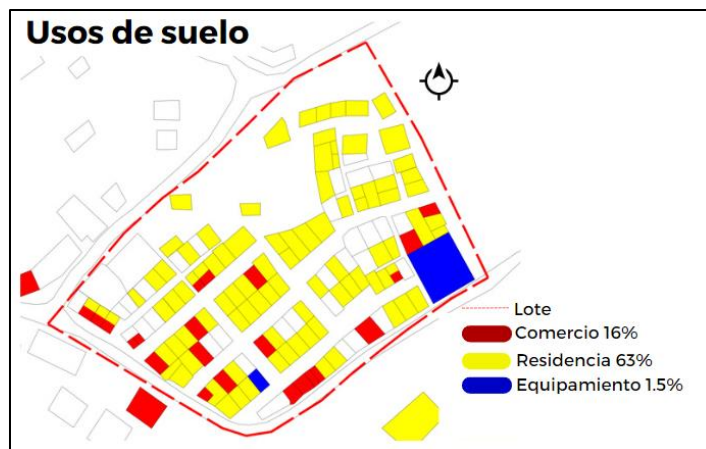 Usos de suelo
Lote
Comercio 16%
Residencia 63%
Equipamiento 1.5%